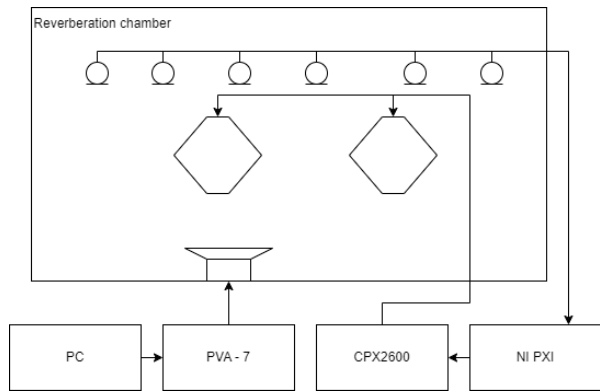 Reverberation chamber
PC
PVA - 7
CPX2600
NI PXI